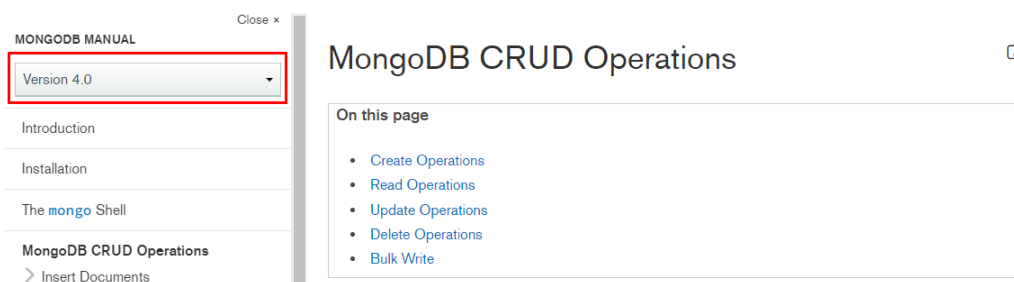 Close ×
MONGODB MANUAL
Version 4.0
Introduction
Installation
The mongo Shell
MongoDB CRUD Operations
Insert Documents
MongoDB CRUD Operations
On this page
Create Operations
Read Operations
Update Operations
Delete Operations
Bulk Write